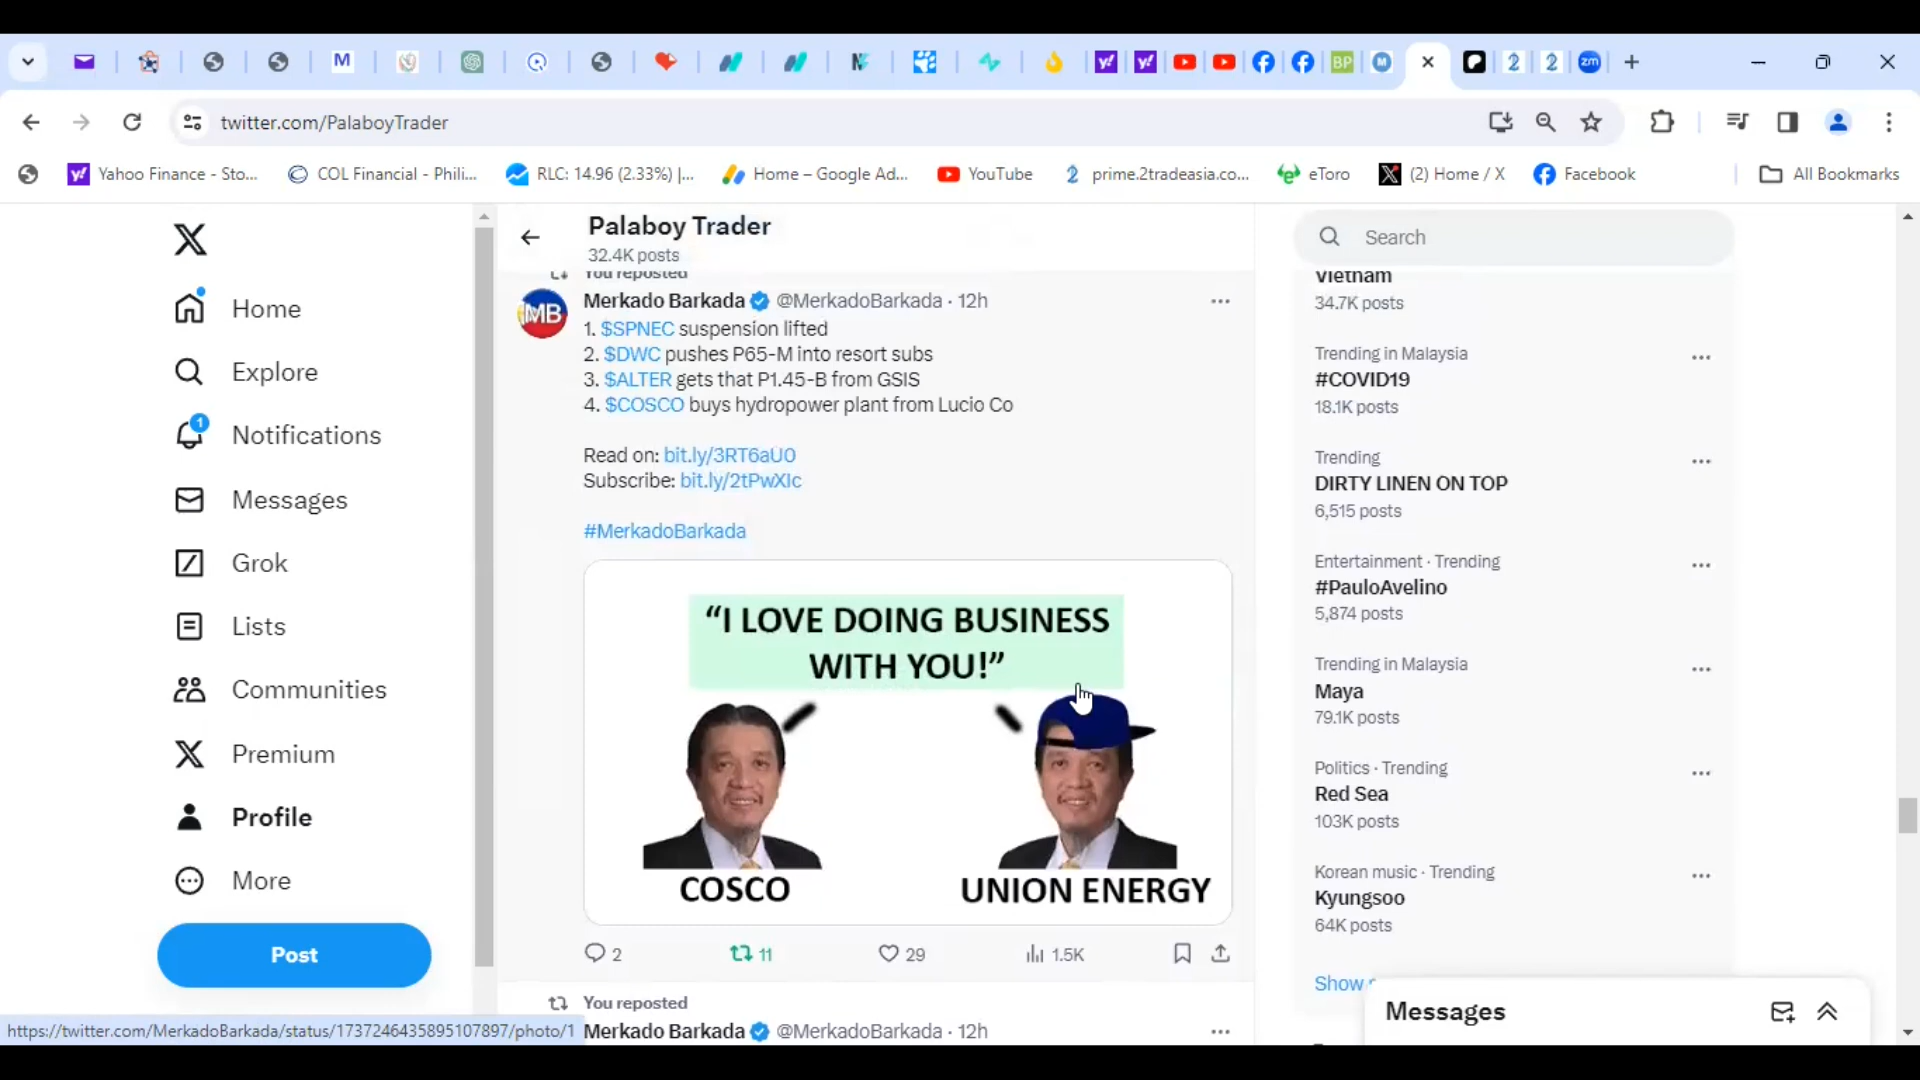 twitter.com/PalaboyTrader
Yahoo Finance - Sto...
COL Financial - Phili...
RLC: 14.96 (2.33%) |...
Home – Google Ad...
YouTube
prime.2tradeasia.co...
eToro
(2) Home / X
Facebook
All Bookmarks
Home
Explore
1
Notifications
Messages
Grok
Lists
Communities
Premium
Profile
More
Post
https://twitter.com/MerkadoBarkada/status/1737246435895107897/photo/1
Palaboy Trader
32.4K posts
You reposted
MB
Merkado Barkada @MerkadoBarkada · 12h
1. $SPNEC suspension lifted
2. $DWC pushes P65-M into resort subs
3. $ALTER gets that P1.45-B from GSIS
4. $COSCO buys hydropower plant from Lucio Co
Read on: bit.ly/3RT6aU0
Subscribe: bit.ly/2tPwXIc
#MerkadoBarkada
“I LOVE DOING BUSINESS
WITH YOU!”
COSCO
UNION ENERGY
2
11
29
1.5K
You reposted
Merkado Barkada @MerkadoBarkada · 12h
Search
Vietnam
34.7K posts
Trending in Malaysia
#COVID19
18.1K posts
Trending
DIRTY LINEN ON TOP
6,515 posts
Entertainment · Trending
#PauloAvelino
5,874 posts
Trending in Malaysia
Maya
79.1K posts
Politics · Trending
Red Sea
103K posts
Korean music · Trending
Kyungsoo
64K posts
Show
Messages